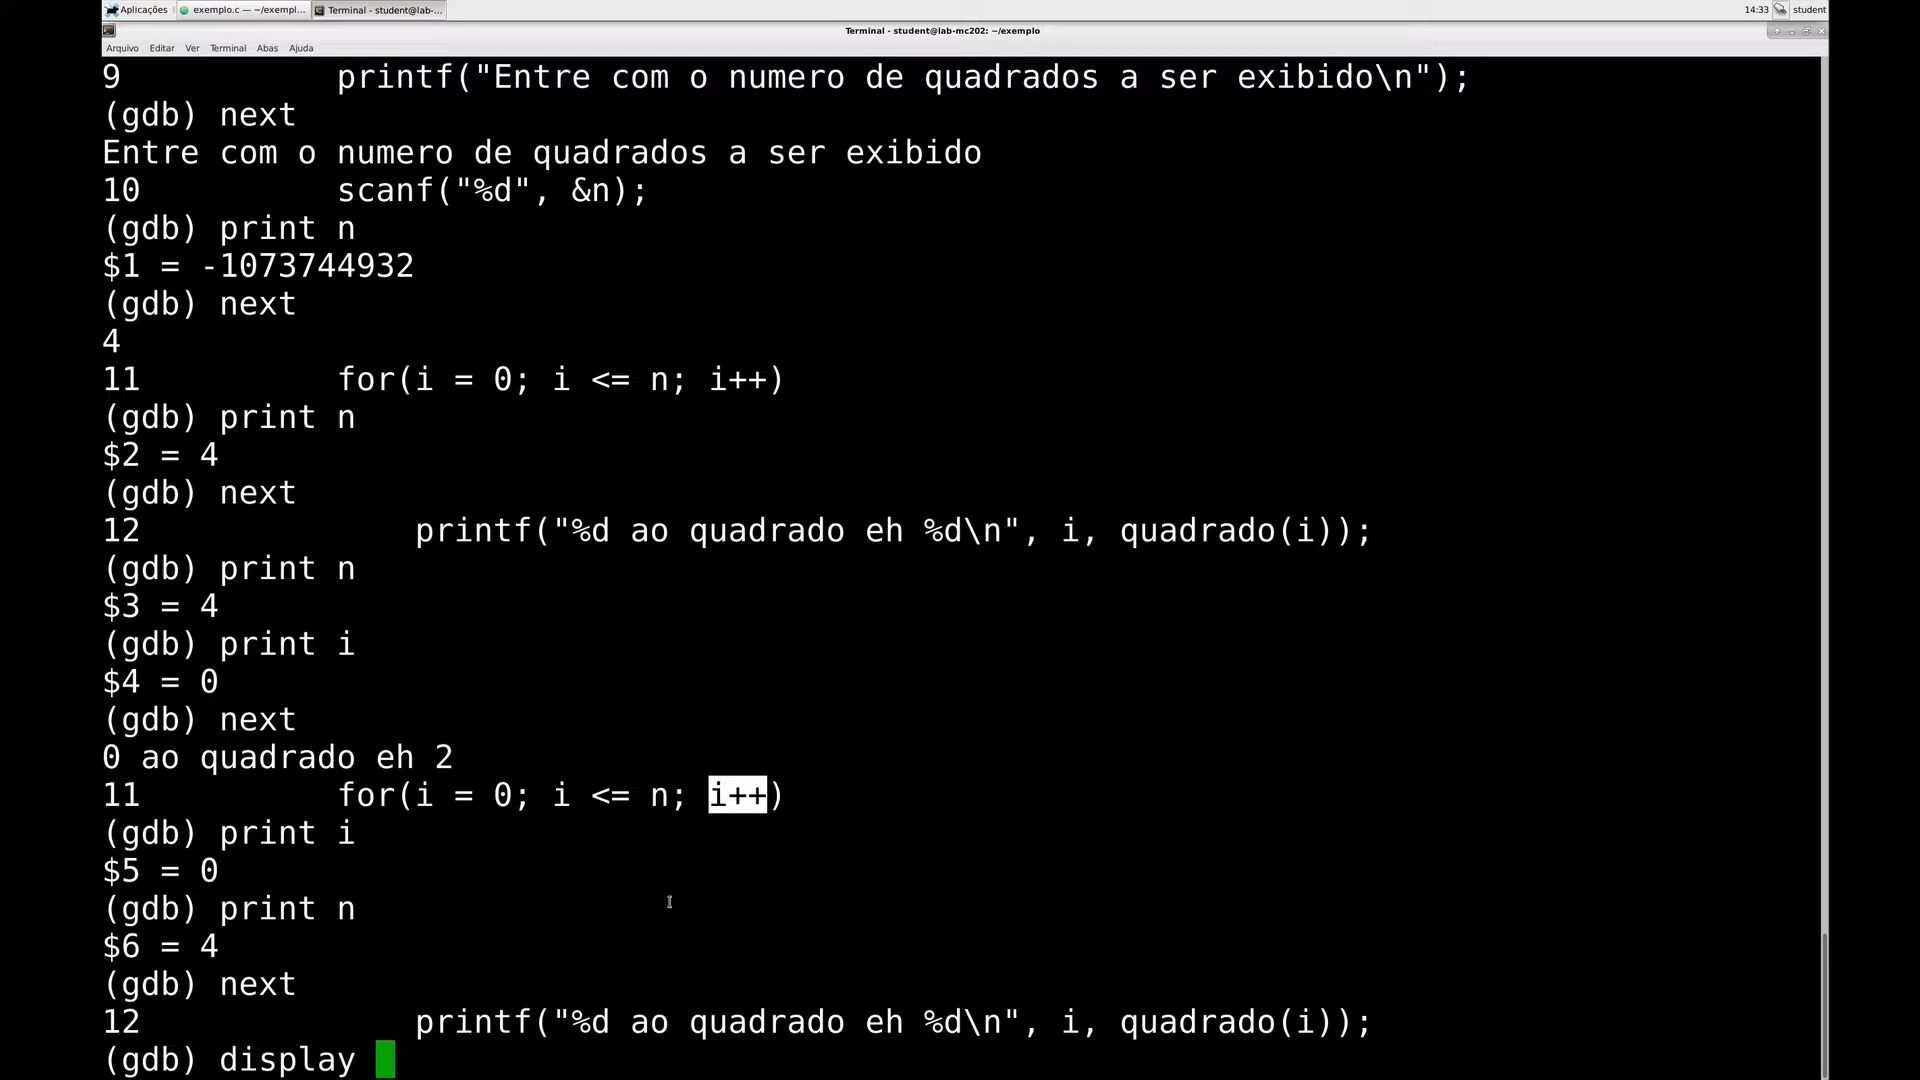 Aplicações exemplo.c — ~/exempl... Terminal - student@lab-... 14:33 student
Terminal - student@lab-mc202: ~/exemplo
Arquivo Editar Ver Terminal Abas Ajuda
9 printf("Entre com o numero de quadrados a ser exibido\n");
(gdb) next
Entre com o numero de quadrados a ser exibido
10 scanf("%d", &n);
(gdb) print n
$1 = -1073744932
(gdb) next
4
11 for(i = 0; i <= n; i++)
(gdb) print n
$2 = 4
(gdb) next
12 printf("%d ao quadrado eh %d\n", i, quadrado(i));
(gdb) print n
$3 = 4
(gdb) print i
$4 = 0
(gdb) next
0 ao quadrado eh 2
11 for(i = 0; i <= n; i++)
(gdb) print i
$5 = 0
(gdb) print n
$6 = 4
(gdb) next
12 printf("%d ao quadrado eh %d\n", i, quadrado(i));
(gdb) display